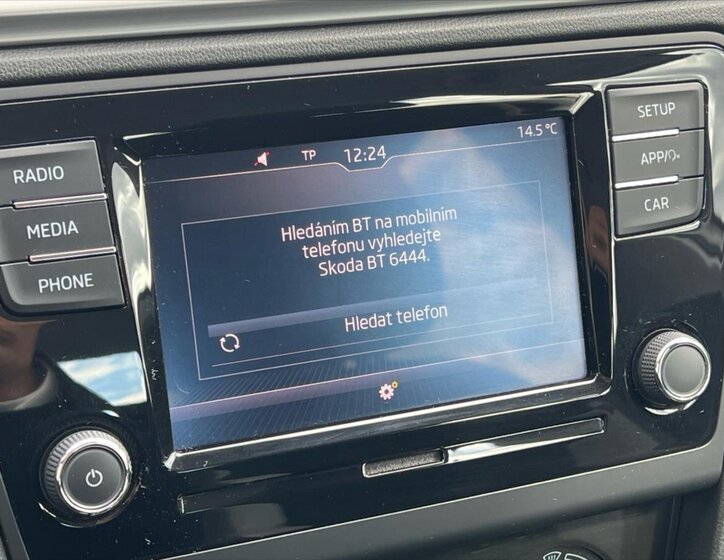 RADIO
MEDIA
PHONE
TP 12:24 14.5°C
Hledáním BT na mobilním
telefonu vyhledejte
Skoda BT 6444.
Hledat telefon
SETUP
APP/
CAR